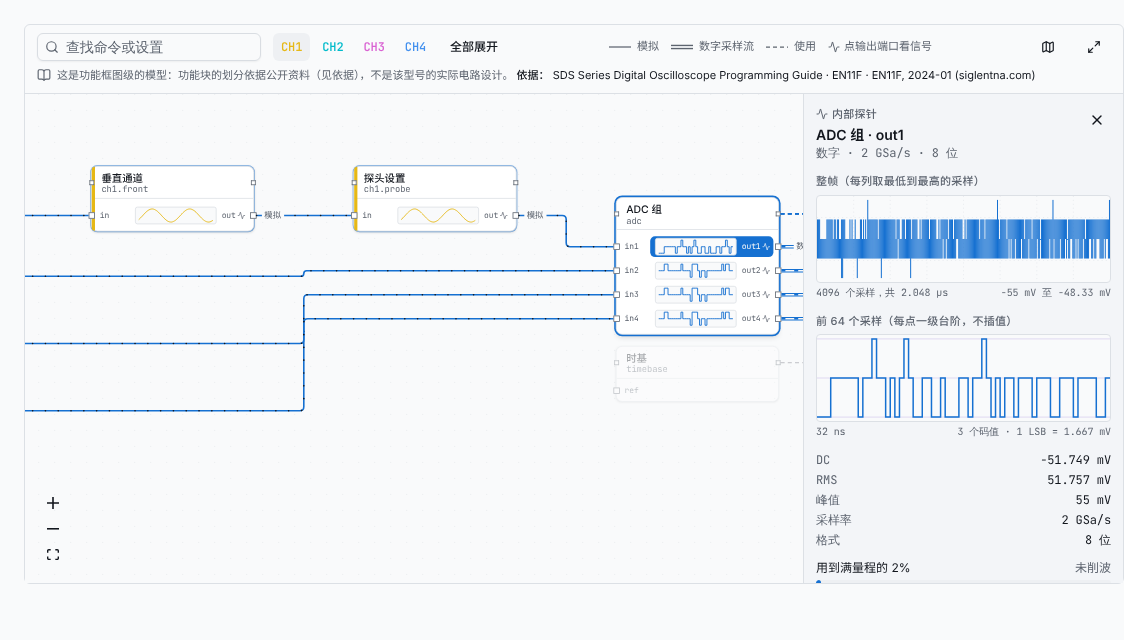 查找命令或设置
CH1 CH2 CH3 CH4 全部展开
模拟 数字采样流 使用 点输出端口看信号
这是功能框图级的模型：功能块的划分依据公开资料（见依据），不是该型号的实际电路设计。 依据： SDS Series Digital Oscilloscope Programming Guide · EN11F · EN11F, 2024-01 (siglentna.com)
垂直通道
ch1.front
in out 模拟
探头设置
ch1.probe
in out 模拟
ADC 组
adc
in1 out1 数
in2 out2
in3 out3
in4 out4
时基
timebase
ref
内部探针
ADC 组 · out1
数字 · 2 GSa/s · 8 位
整帧（每列取最低到最高的采样）
4096 个采样，共 2.048 µs -55 mV 至 -48.33 mV
前 64 个采样（每点一级台阶，不插值）
32 ns 3 个码值 · 1 LSB = 1.667 mV
DC -51.749 mV
RMS 51.757 mV
峰值 55 mV
采样率 2 GSa/s
格式 8 位
用到满量程的 2% 未削波